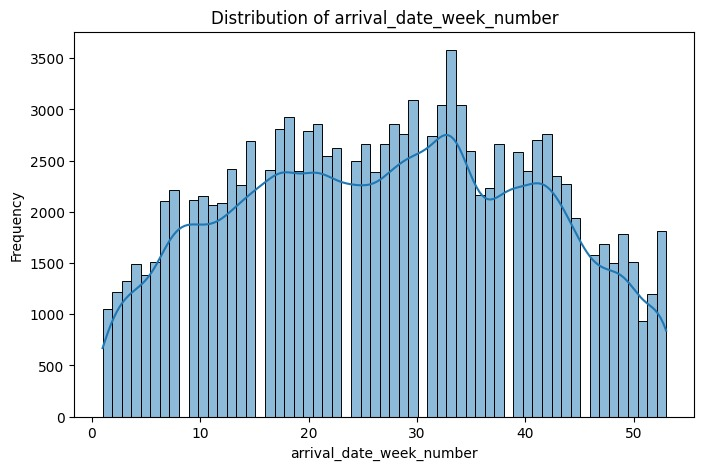 Distribution of arrival_date_week_number
3500
3000
2500
2000
1500
1000
500
0
Frequency
0 10 20 30 40 50
arrival_date_week_number